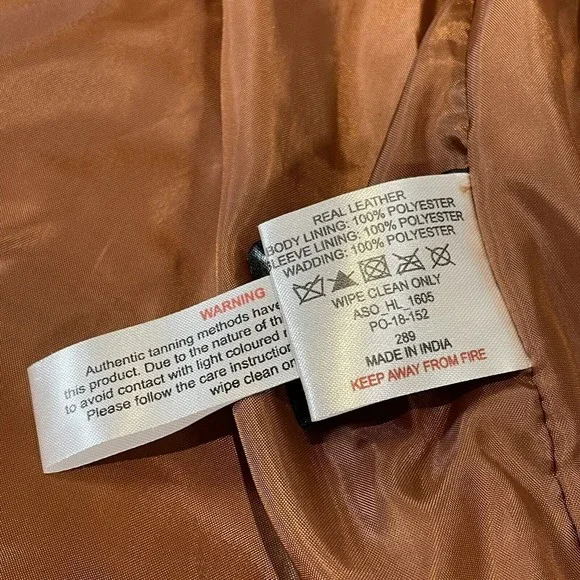 REAL LEATHER
BODY LINING: 100% POLYESTER
SLEEVE LINING: 100% POLYESTER
WADDING: 100% POLYESTER
WIPE CLEAN ONLY
ASO_HL_1605
PO-18-152
289
MADE IN INDIA
KEEP AWAY FROM FIRE
WARNING
Authentic tanning methods have
this product. Due to the nature of the
to avoid contact with light coloured
Please follow the care instruction
wipe clean on